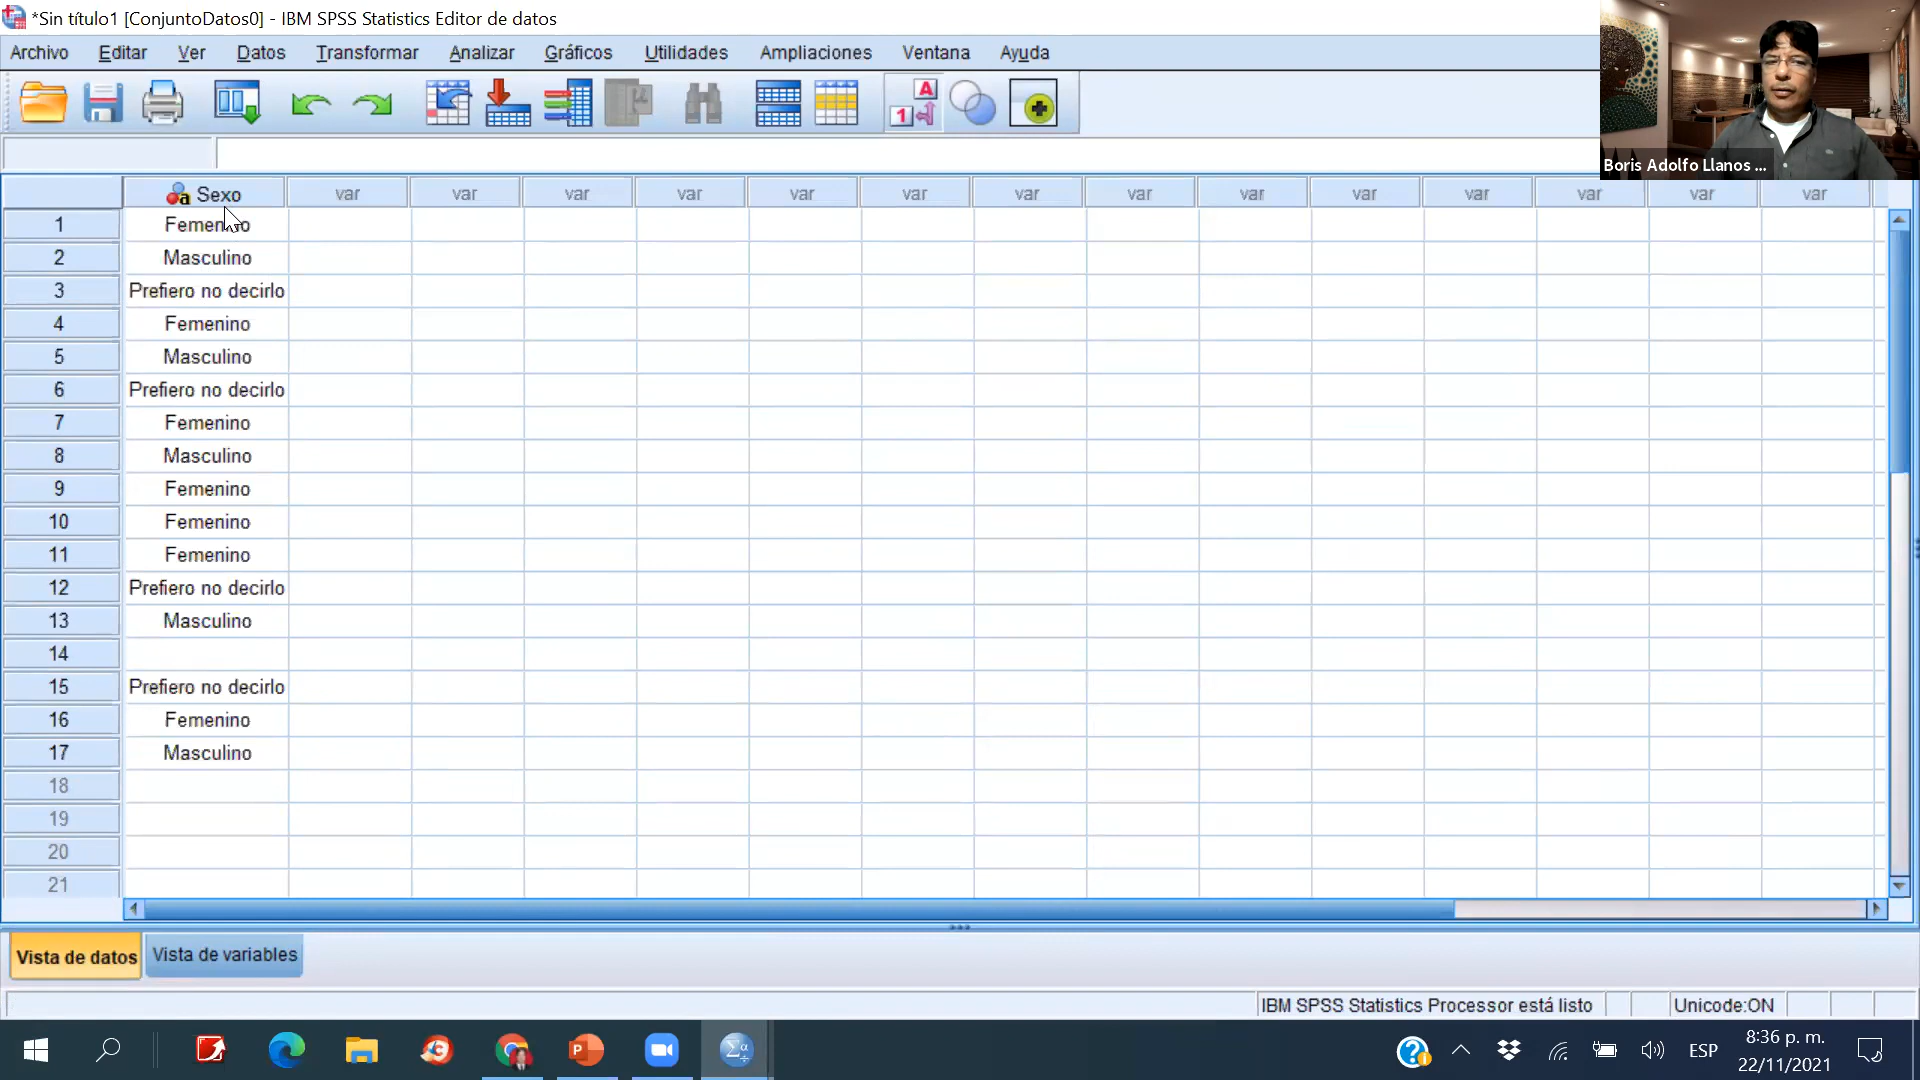 *Sin título1 [ConjuntoDatos0] - IBM SPSS Statistics Editor de datos
Archivo Editar Ver Datos Transformar Analizar Gráficos Utilidades Ampliaciones Ventana Ayuda
Boris Adolfo Llanos ...
Sexo var var var var var var var var var var var var var var
1 Femenino
2 Masculino
3 Prefiero no decirlo
4 Femenino
5 Masculino
6 Prefiero no decirlo
7 Femenino
8 Masculino
9 Femenino
10 Femenino
11 Femenino
12 Prefiero no decirlo
13 Masculino
14
15 Prefiero no decirlo
16 Femenino
17 Masculino
18
19
20
21
Vista de datos Vista de variables
IBM SPSS Statistics Processor está listo Unicode:ON
ESP 8:36 p. m.
22/11/2021